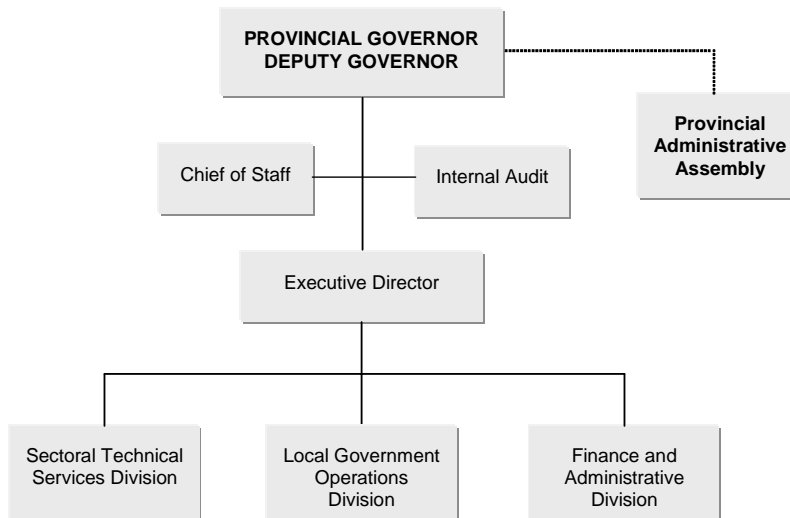 PROVINCIAL GOVERNOR
DEPUTY GOVERNOR
Provincial
Administrative
Assembly
Chief of Staff
Internal Audit
Executive Director
Sectoral Technical
Services Division
Local Government
Operations
Division
Finance and
Administrative
Division